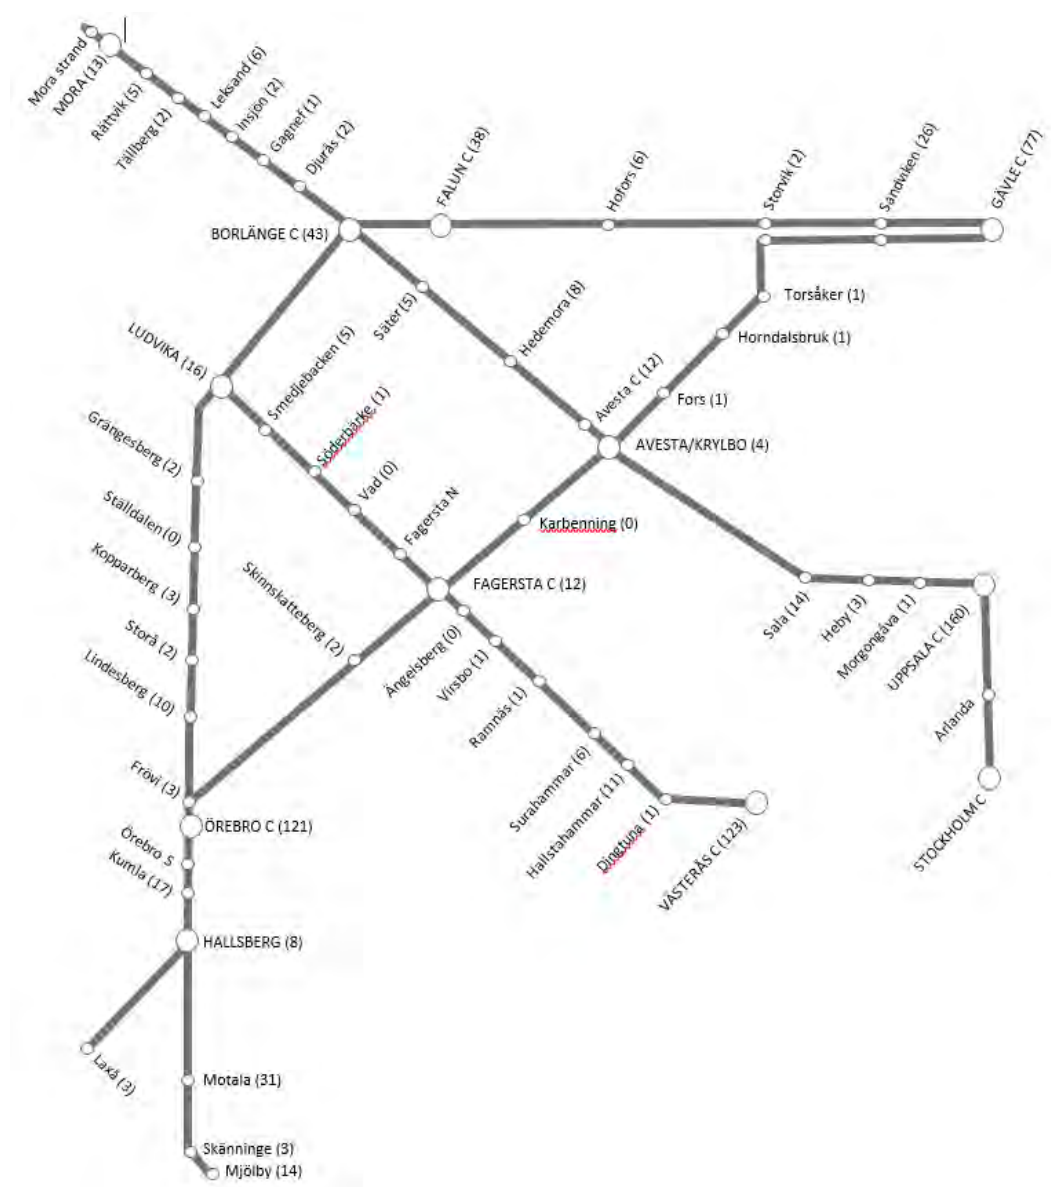 Mora strand
MORA (13)
Rättvik (5)
Tällberg (2)
Leksand (6)
Insjön (2)
Gagnef (1)
Djurås (2)
BORLÄNGE C (43)
FALUN C (38)
Hofors (6)
Storvik (2)
Sandviken (26)
GÄVLE C (77)
Torsåker (1)
Horndalsbruk (1)
Fors (1)
Säter (5)
Hedemora (8)
Avesta C (12)
AVESTA/KRYLBO (4)
LUDVIKA (16)
Smedjebacken (5)
Söderbärke (1)
Vad (0)
Fagersta N
Karbenning (0)
FAGERSTA C (12)
Grängesberg (2)
Ställdalen (0)
Kopparberg (3)
Storå (2)
Lindesberg (10)
Frövi (3)
Skinnskatteberg (2)
Ängelsberg (0)
Virsbo (1)
Ramnäs (1)
Surahammar (6)
Hallstahammar (11)
Dingtuna (1)
VÄSTERÅS C (123)
Sala (14)
Heby (3)
Morgongåva (1)
UPPSALA C (160)
Arlanda
STOCKHOLM C
ÖREBRO C (121)
Örebro S
Kumla (17)
HALLSBERG (8)
Laxå (3)
Motala (31)
Skänninge (3)
Mjölby (14)